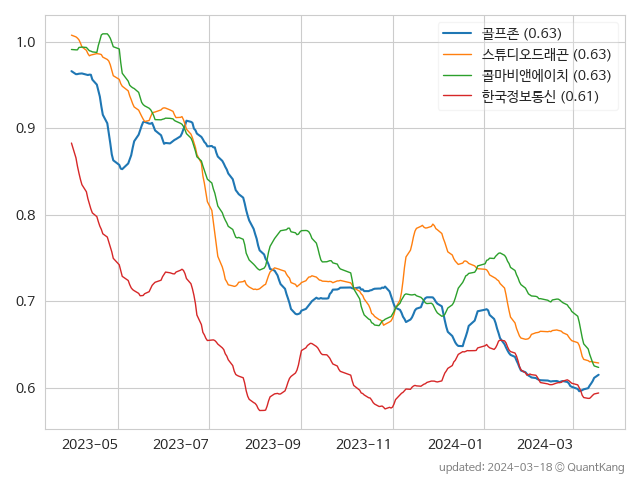 골프존 (0.63)
스튜디오드래곤 (0.63)
콜마비앤에이치 (0.63)
한국정보통신 (0.61)
1.0
0.9
0.8
0.7
0.6
2023-05 2023-07 2023-09 2023-11 2024-01 2024-03
updated: 2024-03-18 © QuantKang